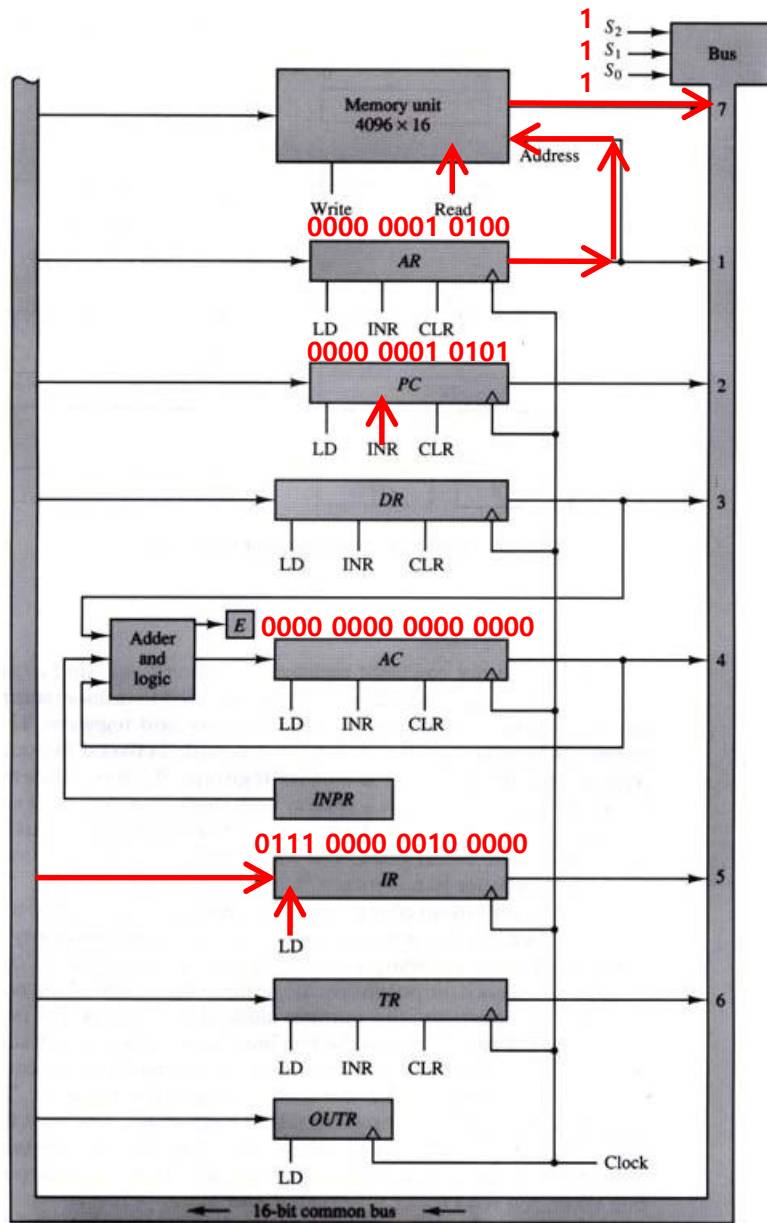 1 S2
1 S1
1 S0
Bus
Memory unit
4096 × 16
7
Address
Write Read
0000 0001 0100
AR
1
LD INR CLR
0000 0001 0101
PC
2
LD INR CLR
DR
3
LD INR CLR
Adder
and
logic
E
0000 0000 0000 0000
AC
4
LD INR CLR
INPR
0111 0000 0010 0000
IR
5
LD
TR
6
LD INR CLR
OUTR
LD
Clock
16-bit common bus